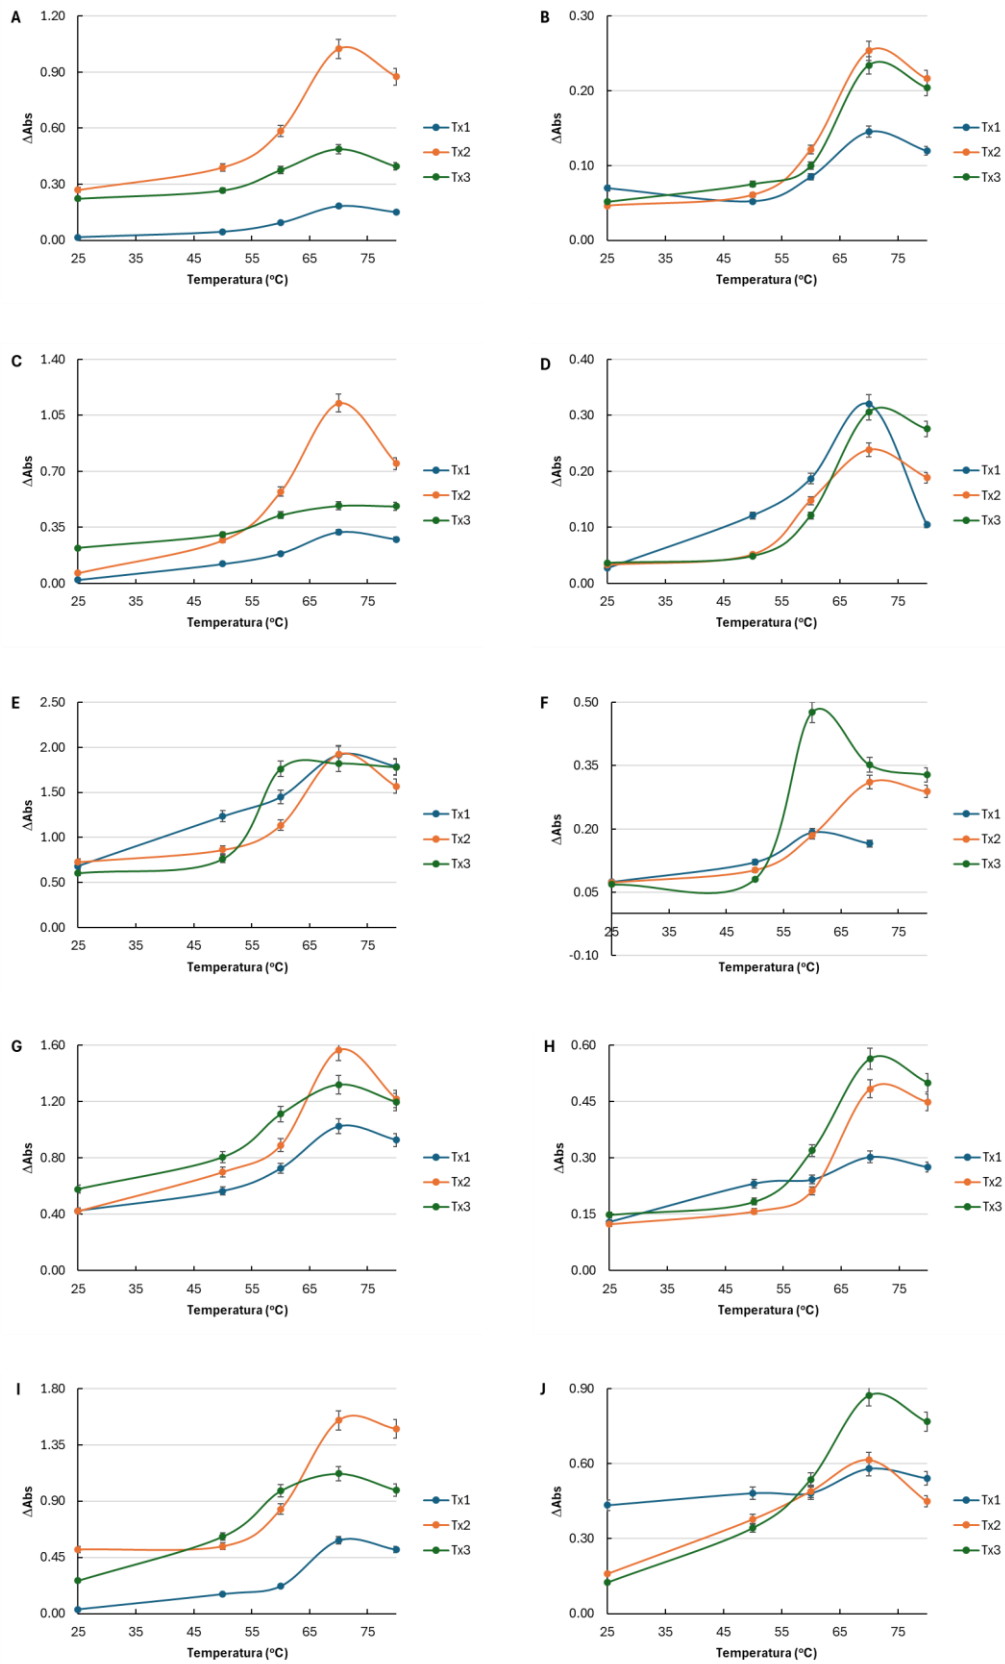 A
1.20
0.90
0.60
0.30
0.00
ΔAbs
25 35 45 55 65 75
Temperatura (°C)
Tx1
Tx2
Tx3
B
0.30
0.20
0.10
0.00
ΔAbs
25 35 45 55 65 75
Temperatura (°C)
Tx1
Tx2
Tx3
C
1.40
1.05
0.70
0.35
0.00
ΔAbs
25 35 45 55 65 75
Temperatura (°C)
Tx1
Tx2
Tx3
D
0.40
0.30
0.20
0.10
0.00
ΔAbs
25 35 45 55 65 75
Temperatura (°C)
Tx1
Tx2
Tx3
E
2.50
2.00
1.50
1.00
0.50
0.00
ΔAbs
25 35 45 55 65 75
Temperatura (°C)
Tx1
Tx2
Tx3
F
0.50
0.35
0.20
0.05
-0.10
ΔAbs
25 35 45 55 65 75
Temperatura (°C)
Tx1
Tx2
Tx3
G
1.60
1.20
0.80
0.40
0.00
ΔAbs
25 35 45 55 65 75
Temperatura (°C)
Tx1
Tx2
Tx3
H
0.60
0.45
0.30
0.15
0.00
ΔAbs
25 35 45 55 65 75
Temperatura (°C)
Tx1
Tx2
Tx3
I
1.80
1.35
0.90
0.45
0.00
ΔAbs
25 35 45 55 65 75
Temperatura (°C)
Tx1
Tx2
Tx3
J
0.90
0.60
0.30
0.00
ΔAbs
25 35 45 55 65 75
Temperatura (°C)
Tx1
Tx2
Tx3